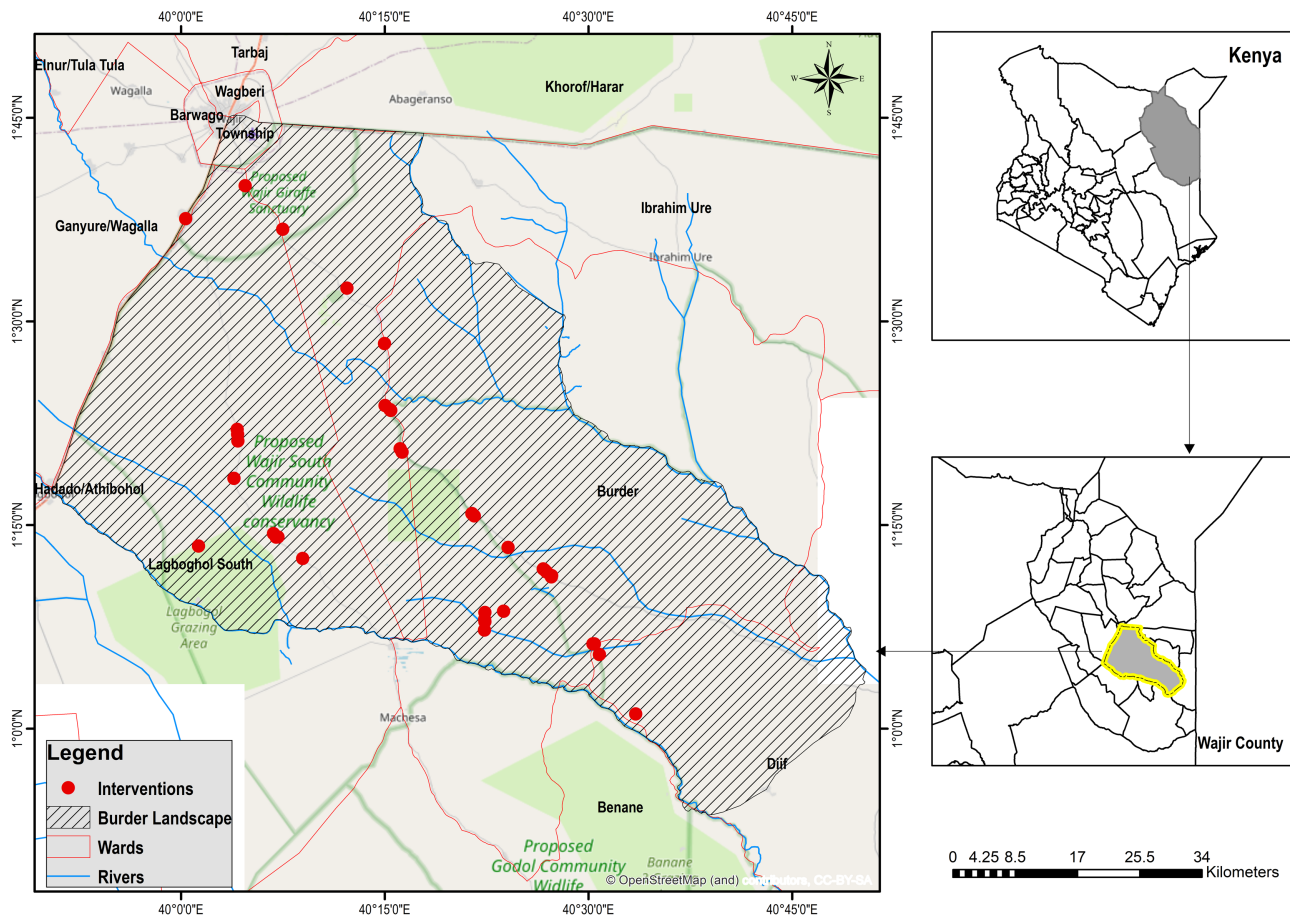 40°0'0"E
40°15'0"E
40°30'0"E
40°45'0"E
1°45'0"N
1°30'0"N
1°15'0"N
1°0'0"N
Elnur/Tula Tula
Tarbaj
Wagalla
Wagberi
Barwago
Wajir
Township
Abageranso
Khorof/Harar
N
W
E
S
Proposed
Wajir Giraffe
Sanctuary
Ganyure/Wagalla
Ibrahim Ure
Ibrahim Ure
Proposed
Wajir South
Community
Wildlife
conservancy
Hadado/Athibohol
Burder
Lagboghol South
Lagbogol
Grazing
Area
Machesa
Diif
Benane
Proposed
Godol Community
Wildlife
Banane
© OpenStreetMap (and) contributors, CC-BY-SA
Legend
Interventions
Burder Landscape
Wards
Rivers
1°45'0"N
1°30'0"N
1°15'0"N
1°0'0"N
40°0'0"E
40°15'0"E
40°30'0"E
40°45'0"E
Kenya
Wajir County
0 4.25 8.5 17 25.5 34
Kilometers